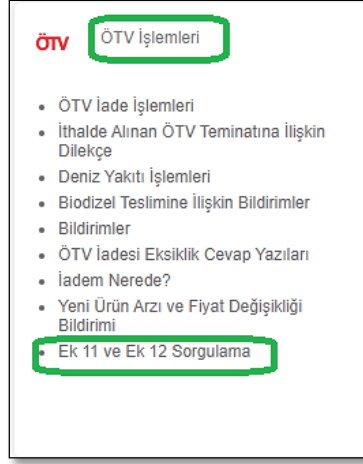 ÖTV ÖTV İşlemleri
ÖTV İade İşlemleri
İthalde Alınan ÖTV Teminatına İlişkin
Dilekçe
Deniz Yakıtı İşlemleri
Biodizel Teslimine İlişkin Bildirimler
Bildirimler
ÖTV İadesi Eksiklik Cevap Yazıları
İadem Nerede?
Yeni Ürün Arzı ve Fiyat Değişikliği
Bildirimi
Ek 11 ve Ek 12 Sorgulama